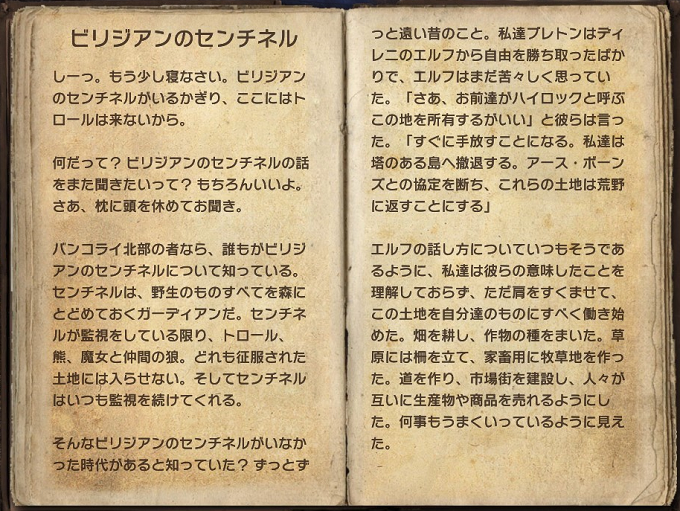 ビリジアンのセンチネル
しーっ。もう少し寝なさい。ビリジアン
のセンチネルがいるかぎり、ここにはト
ロールは来ないから。
何だって？ ビリジアンのセンチネルの話
をまた聞きたいって？ もちろんいいよ。
さあ、枕に頭を休めてお聞き。
バンコライ北部の者なら、誰もがビリジ
アンのセンチネルについて知っている。
センチネルは、野生のものすべてを森に
とどめておくガーディアンだ。センチネ
ルが監視をしている限り、トロール、
熊、魔女と仲間の狼。どれも征服された
土地には入らせない。そしてセンチネル
はいつも監視を続けてくれる。
そんなビリジアンのセンチネルがいなか
った時代があると知っていた？ ずっとず
っと遠い昔のこと。私達ブレトンはディ
レニのエルフから自由を勝ち取ったばか
りで、エルフはまだ苦々しく思ってい
た。「さあ、お前達がハイロックと呼ぶ
この地を所有するがいい」と彼らは言っ
た。「すぐに手放すことになる。私達は
塔のある島へ撤退する。アース・ボーン
ズとの協定を断ち、これらの土地は荒野
に返すことにする」
エルフの話し方についていつもそうであ
るように、私達は彼らの意味したことを
理解しておらず、ただ肩をすくませて、
この土地を自分達のものにすべく働き始
めた。畑を耕し、作物の種をまいた。草
原には柵を立て、家畜用に牧草地を作っ
た。道を作り、市場街を建設し、人々が
互いに生産物や商品を売れるようにし
た。何事もうまくいっているように見え
た。